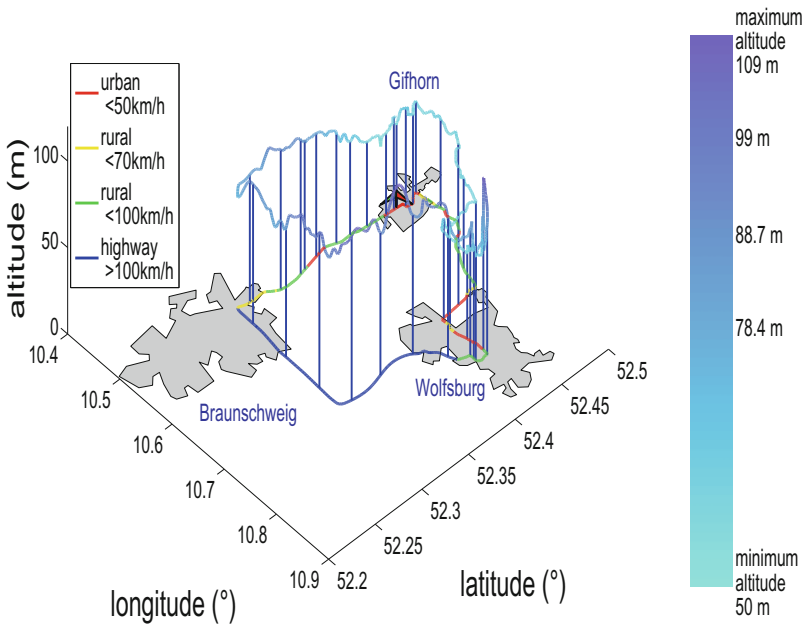 maximum
altitude
109 m
99 m
88.7 m
78.4 m
minimum
altitude
50 m
urban
<50km/h
rural
<70km/h
rural
<100km/h
highway
>100km/h
Gifhorn
Braunschweig
Wolfsburg
altitude (m)
100
50
0
10.4
10.5
10.6
10.7
10.8
10.9
longitude (°)
52.2
52.25
52.3
52.35
52.4
52.45
52.5
latitude (°)